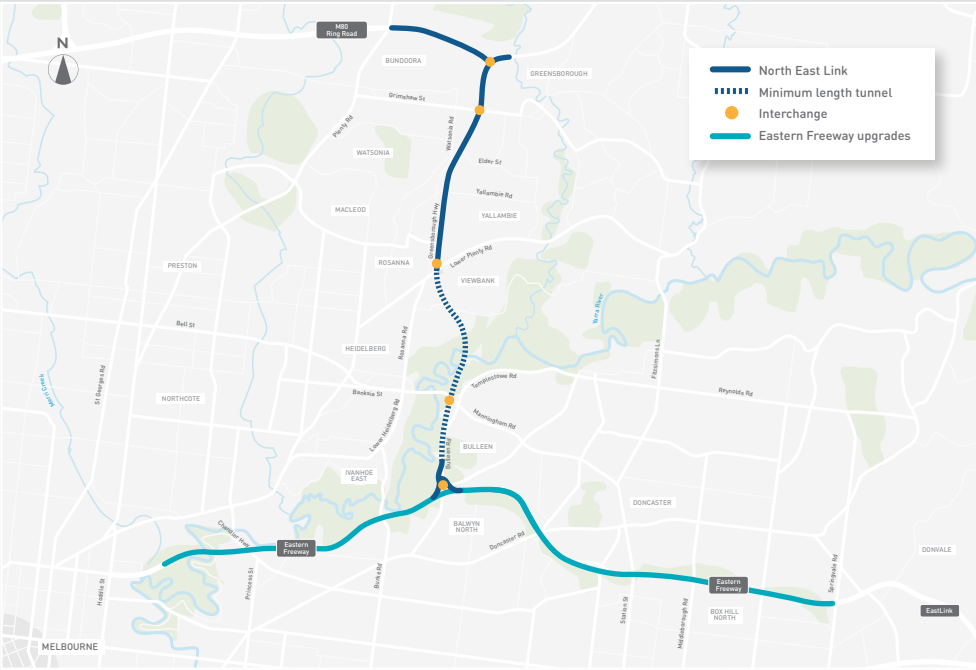 M80
Ring Road
N
BUNDOORA
GREENSBOROUGH
North East Link
Minimum length tunnel
Interchange
Eastern Freeway upgrades
Grimshaw St
Plenty Rd
Watsonia Rd
WATSONIA
Elder St
Yallambie Rd
MACLEOD
YALLAMBIE
Greensborough Hwy
Lower Plenty Rd
PRESTON
ROSANNA
VIEWBANK
Yarra River
Bell St
Rosanna Rd
HEIDELBERG
Fitzsimons Ln
St Georges Rd
Merri Creek
Templestowe Rd
Banksia St
Reynolds Rd
NORTHCOTE
Lower Heidelberg Rd
Manningham Rd
Bulleen Rd
BULLEEN
IVANHOE
EAST
DONCASTER
BALWYN
NORTH
Chandler Hwy
Eastern
Freeway
Doncaster Rd
DONVALE
Hoddle St
Princess St
Burke Rd
Springvale Rd
Eastern
Freeway
Station St
Middleborough Rd
BOX HILL
NORTH
EastLink
MELBOURNE